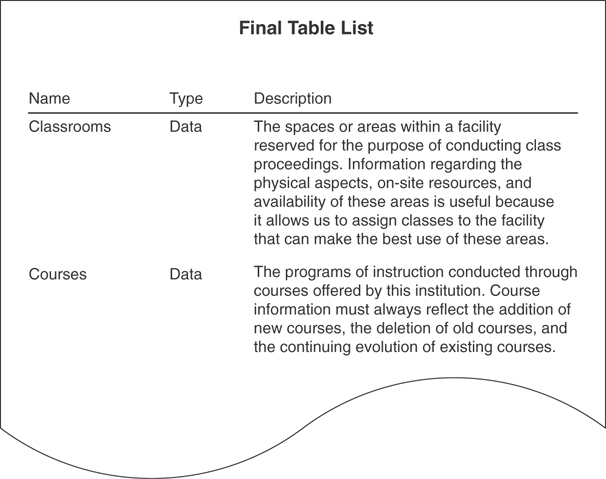 Final Table List
Name Type Description
Classrooms Data The spaces or areas within a facility
reserved for the purpose of conducting class
proceedings. Information regarding the
physical aspects, on-site resources, and
availability of these areas is useful because
it allows us to assign classes to the facility
that can make the best use of these areas.
Courses Data The programs of instruction conducted through
courses offered by this institution. Course
information must always reflect the addition of
new courses, the deletion of old courses, and
the continuing evolution of existing courses.